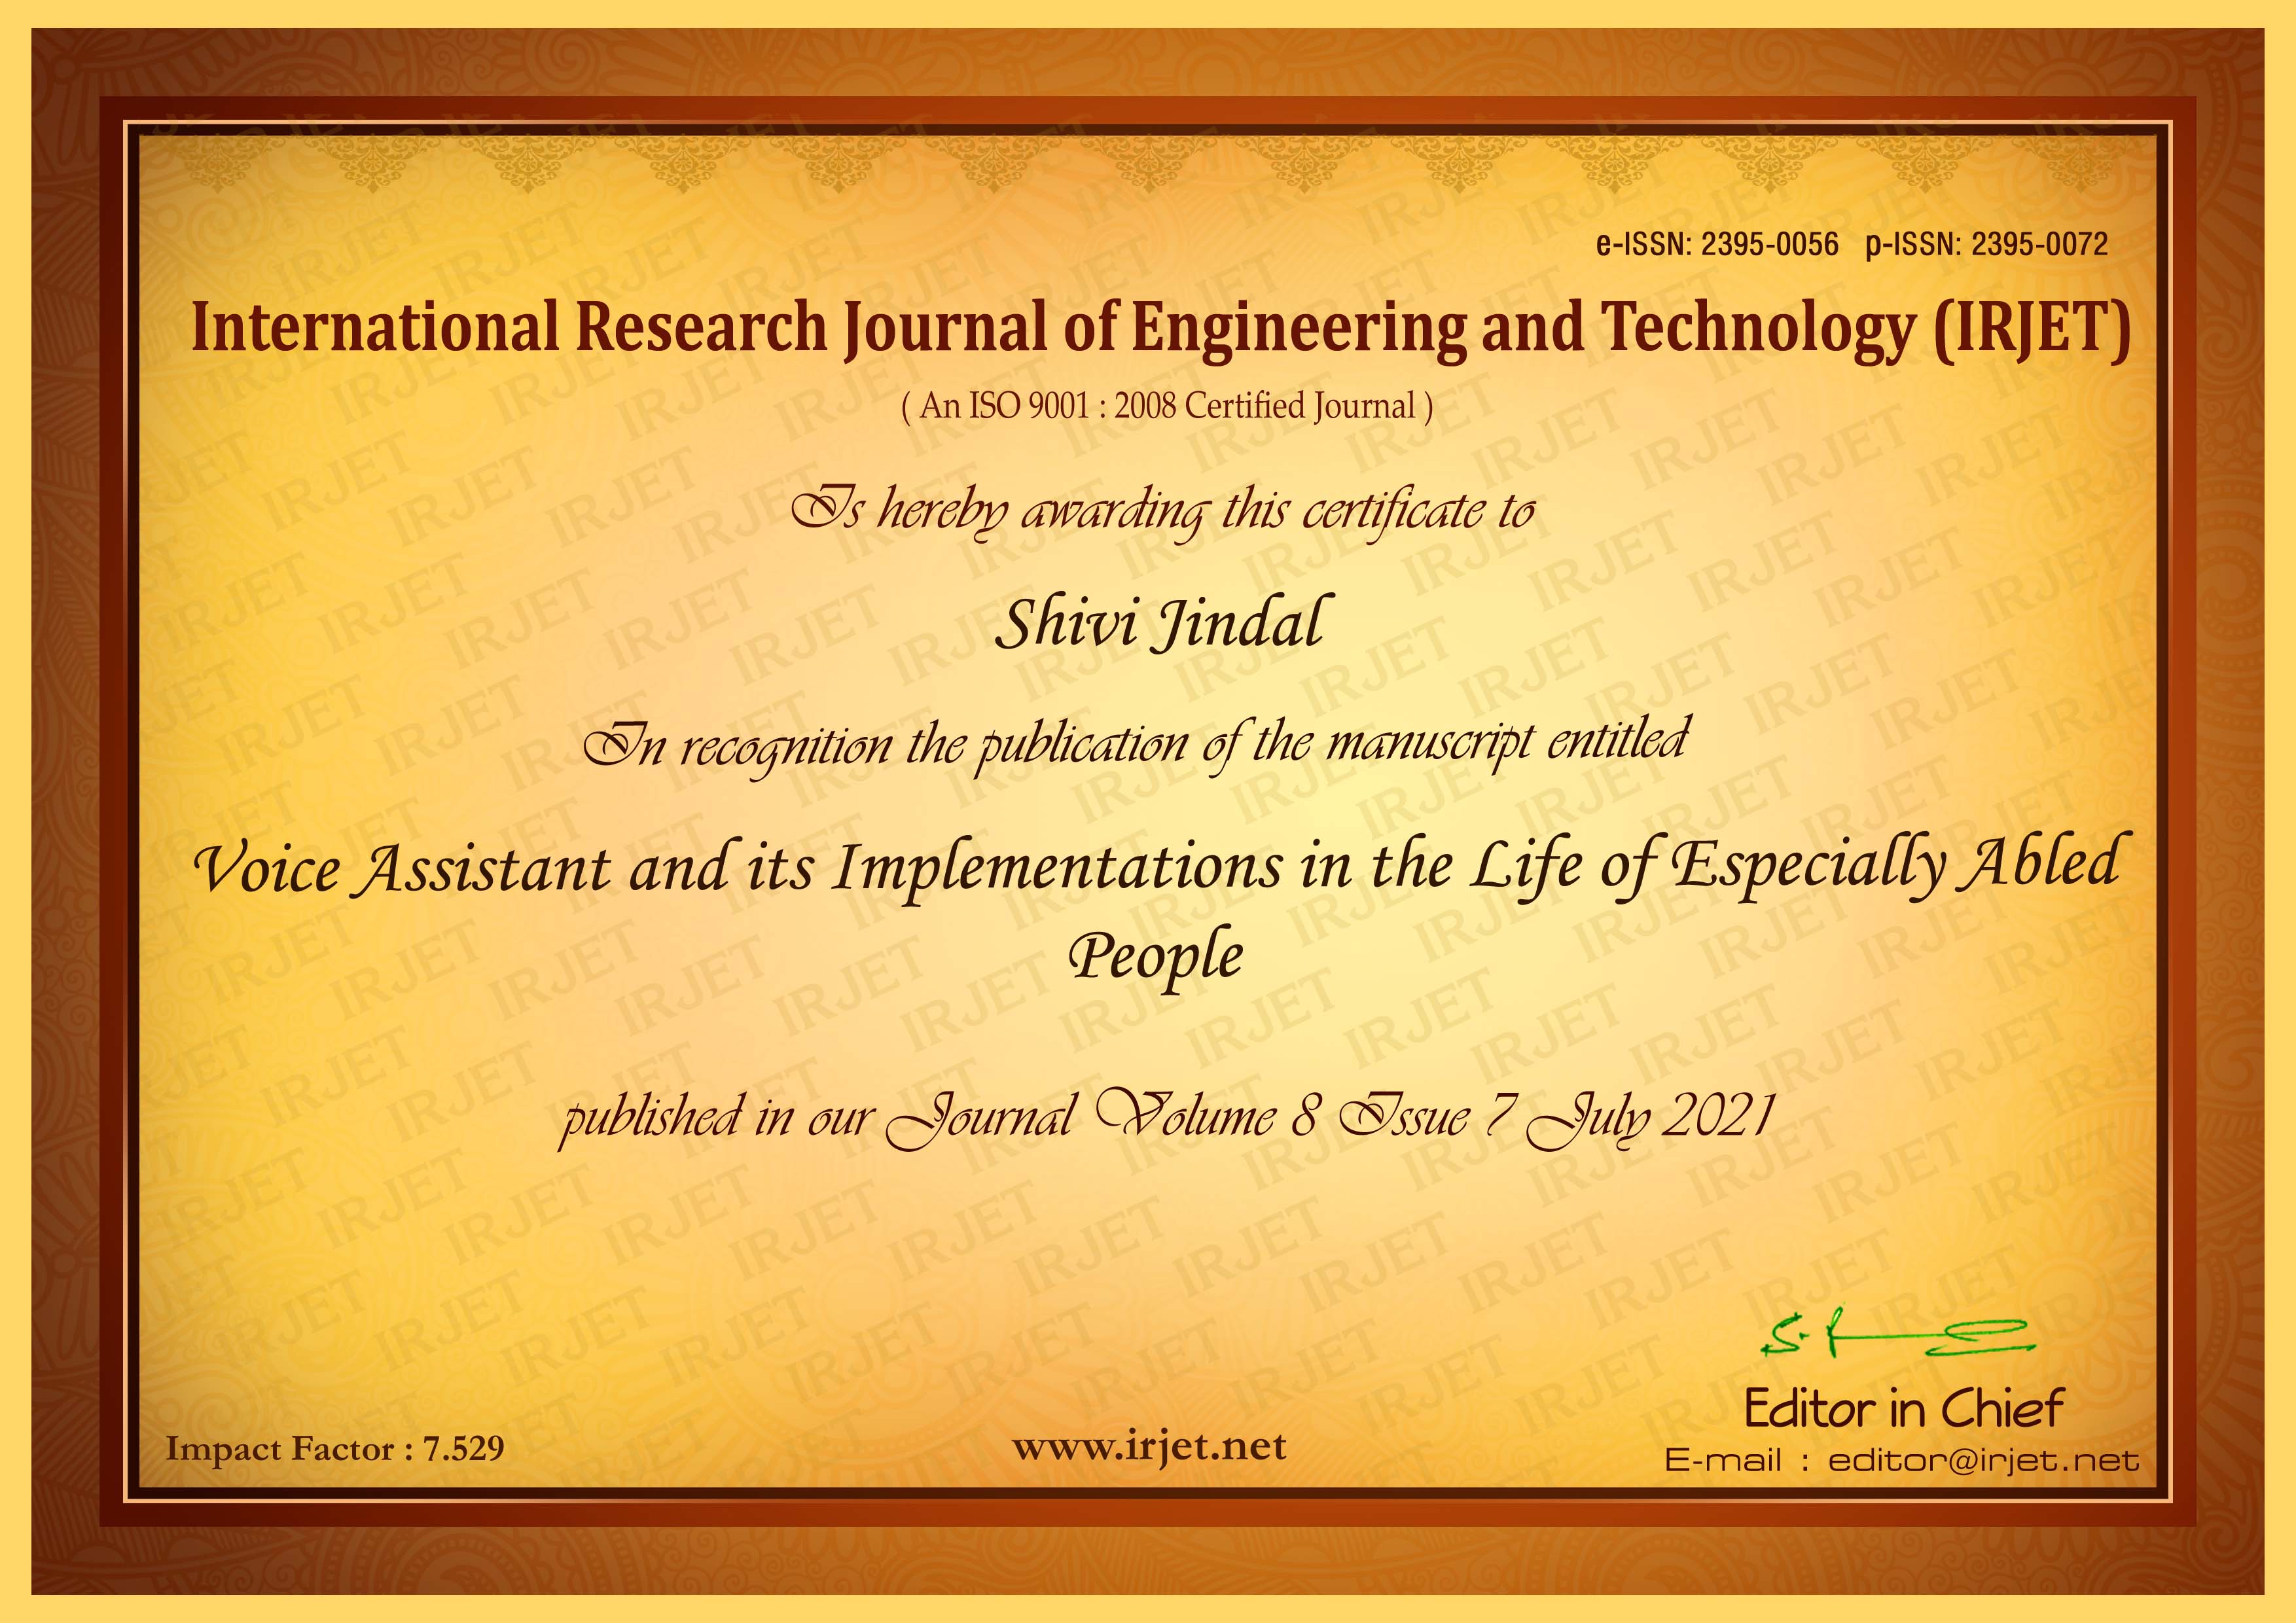 e-ISSN: 2395-0056 p-ISSN: 2395-0072
International Research Journal of Engineering and Technology (IRJET)
( An ISO 9001 : 2008 Certified Journal )
Is hereby awarding this certificate to
Shivi Jindal
In recognition the publication of the manuscript entitled
Voice Assistant and its Implementations in the Life of Especially Abled
People
published in our Journal Volume 8 Issue 7 July 2021
Editor in Chief
Impact Factor : 7.529
www.irjet.net
E-mail : editor@irjet.net